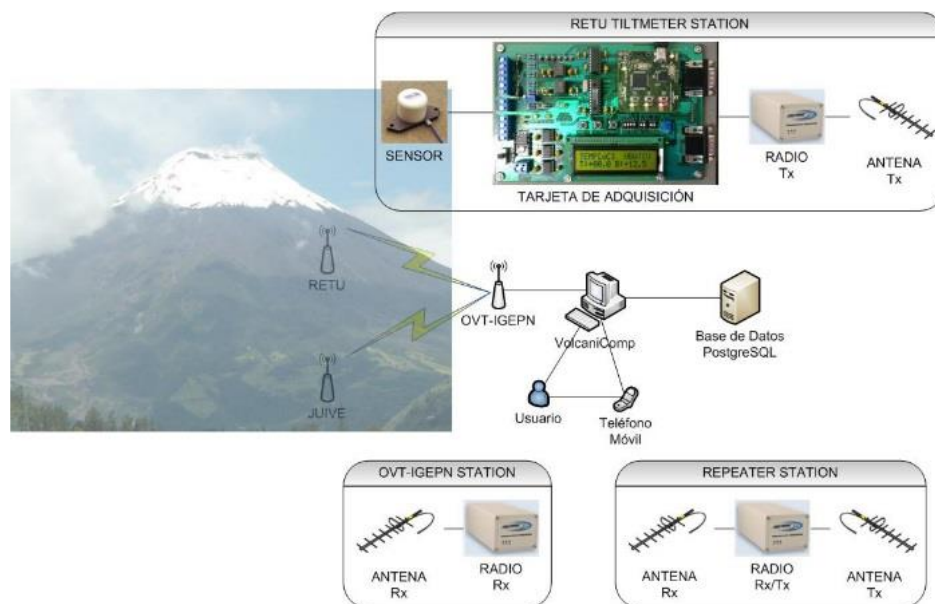 RETU TILTMETER STATION
SENSOR
TARJETA DE ADQUISICIÓN
RADIO
Tx
ANTENA
Tx
RETU
JUIVE
OVT-IGEPN
VolcaniComp
Base de Datos
PostgreSQL
Usuario
Teléfono
Móvil
OVT-IGEPN STATION
ANTENA
Rx
RADIO
Rx
REPEATER STATION
ANTENA
Rx
RADIO
Rx/Tx
ANTENA
Tx